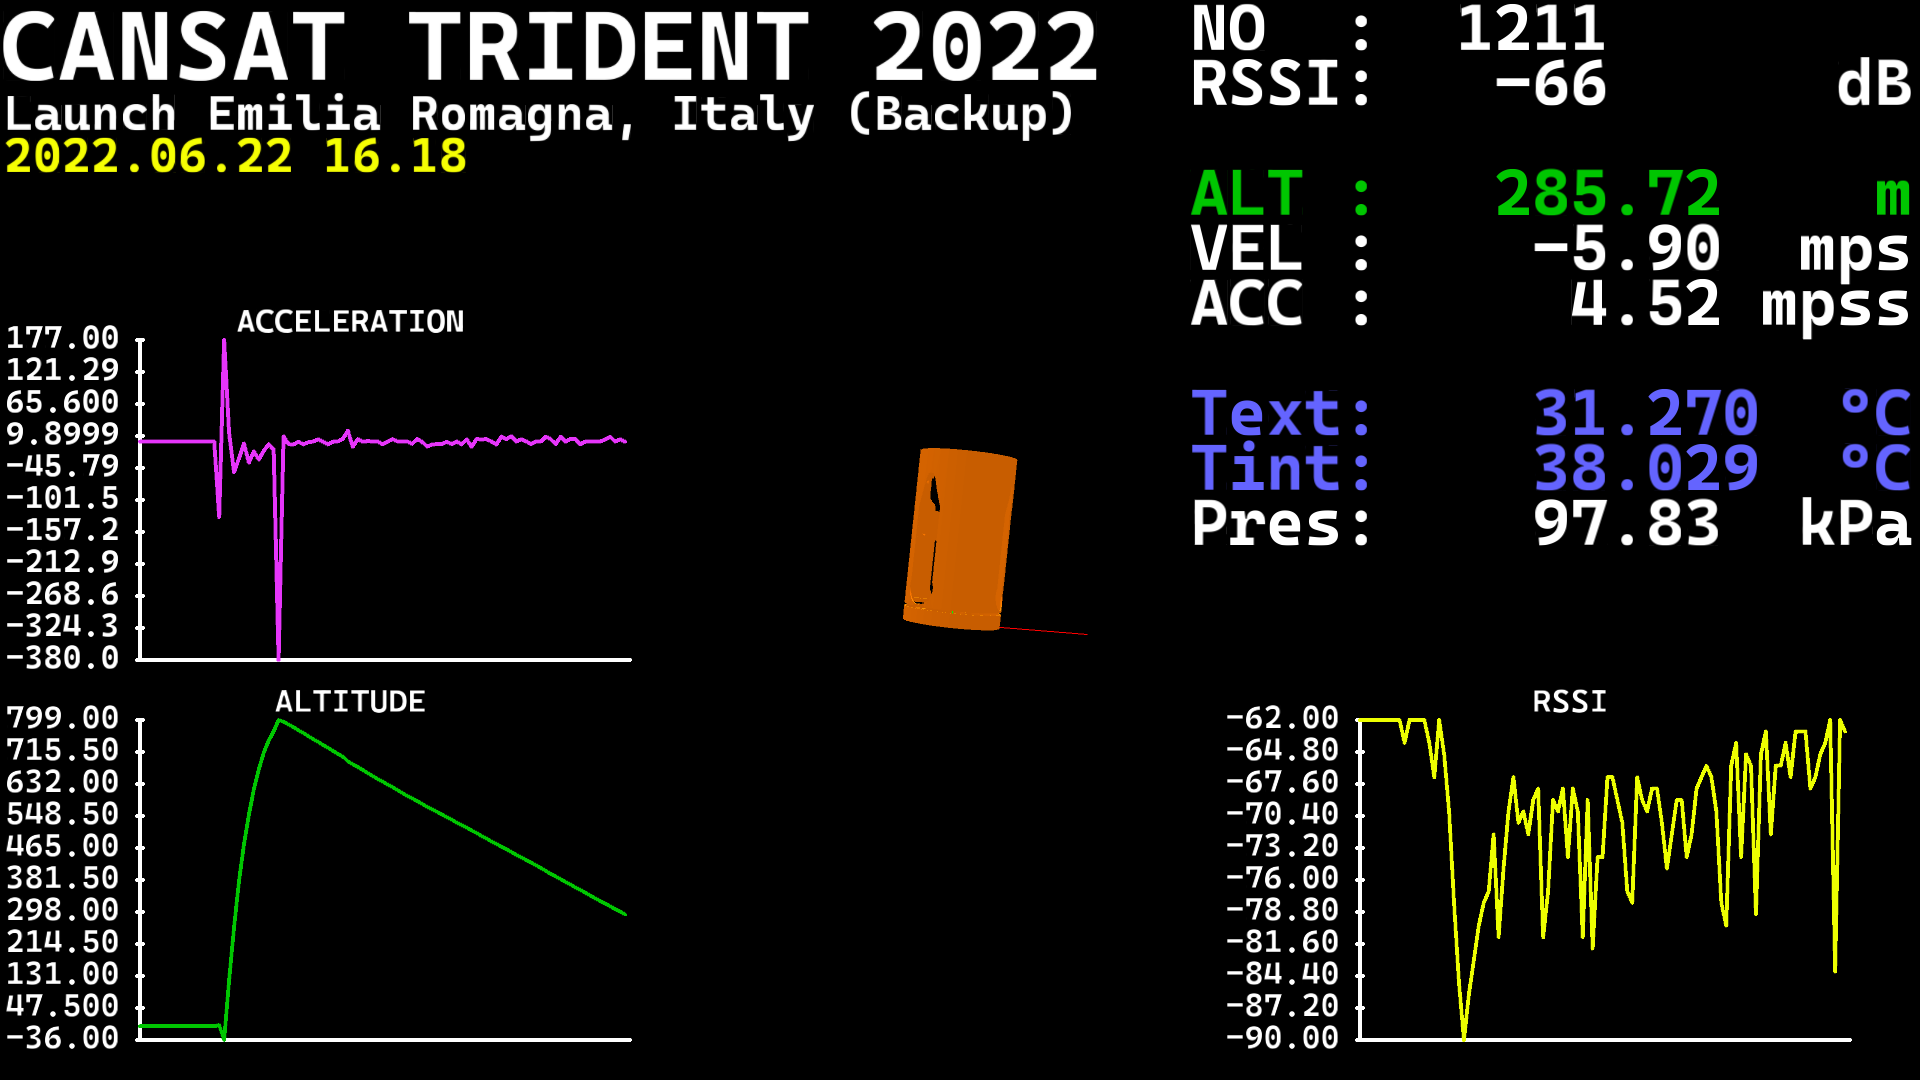 CANSAT TRIDENT 2022
Launch Emilia Romagna, Italy (Backup)
2022.06.22 16.18
NO : 1211
RSSI: -66 dB
ALT : 285.72 m
VEL : -5.90 mps
ACC : 4.52 mpss
Text: 31.270 °C
Tint: 38.029 °C
Pres: 97.83 kPa
ACCELERATION
177.00
121.29
65.600
9.8999
-45.79
-101.5
-157.2
-212.9
-268.6
-324.3
-380.0
ALTITUDE
799.00
715.50
632.00
548.50
465.00
381.50
298.00
214.50
131.00
47.500
-36.00
RSSI
-62.00
-64.80
-67.60
-70.40
-73.20
-76.00
-78.80
-81.60
-84.40
-87.20
-90.00